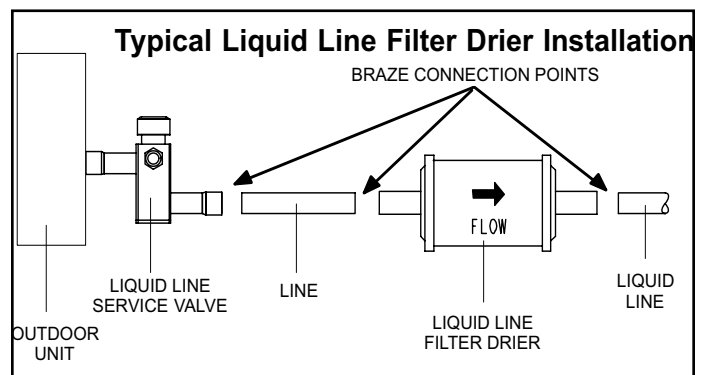 Typical Liquid Line Filter Drier Installation
BRAZE CONNECTION POINTS
FLOW
LIQUID LINE
SERVICE VALVE
LINE
LIQUID
LINE
OUTDOOR
UNIT
LIQUID LINE
FILTER DRIER